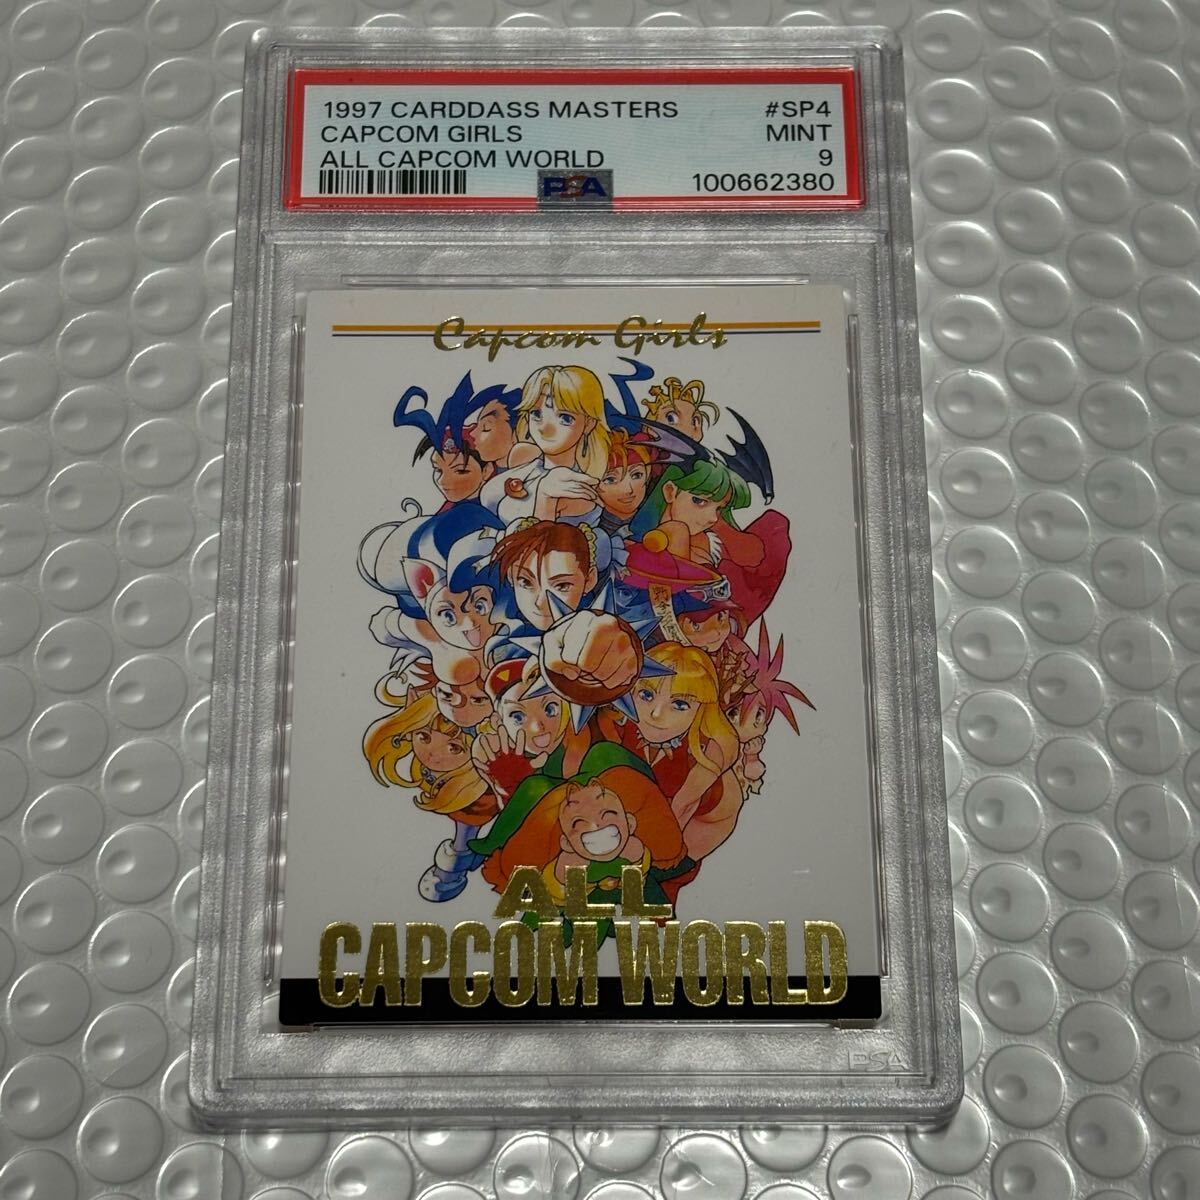 1997 CARDDASS MASTERS #SP4
CAPCOM GIRLS MINT
ALL CAPCOM WORLD 9
PSA 100662380
Capcom Girls
ALL
CAPCOM WORLD
PSA